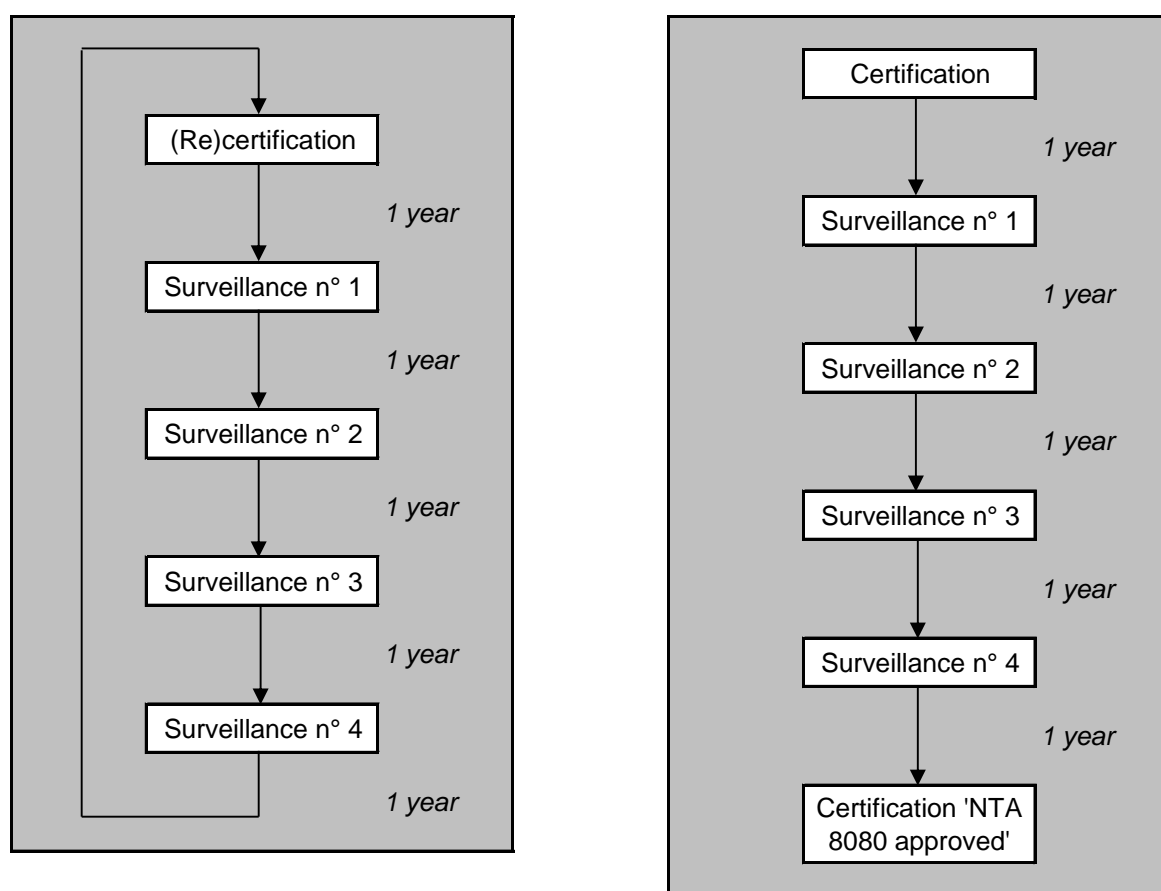 (Re)certification
1 year
Surveillance n° 1
1 year
Surveillance n° 2
1 year
Surveillance n° 3
1 year
Surveillance n° 4
1 year
Certification
1 year
Surveillance n° 1
1 year
Surveillance n° 2
1 year
Surveillance n° 3
1 year
Surveillance n° 4
1 year
Certification 'NTA
8080 approved'